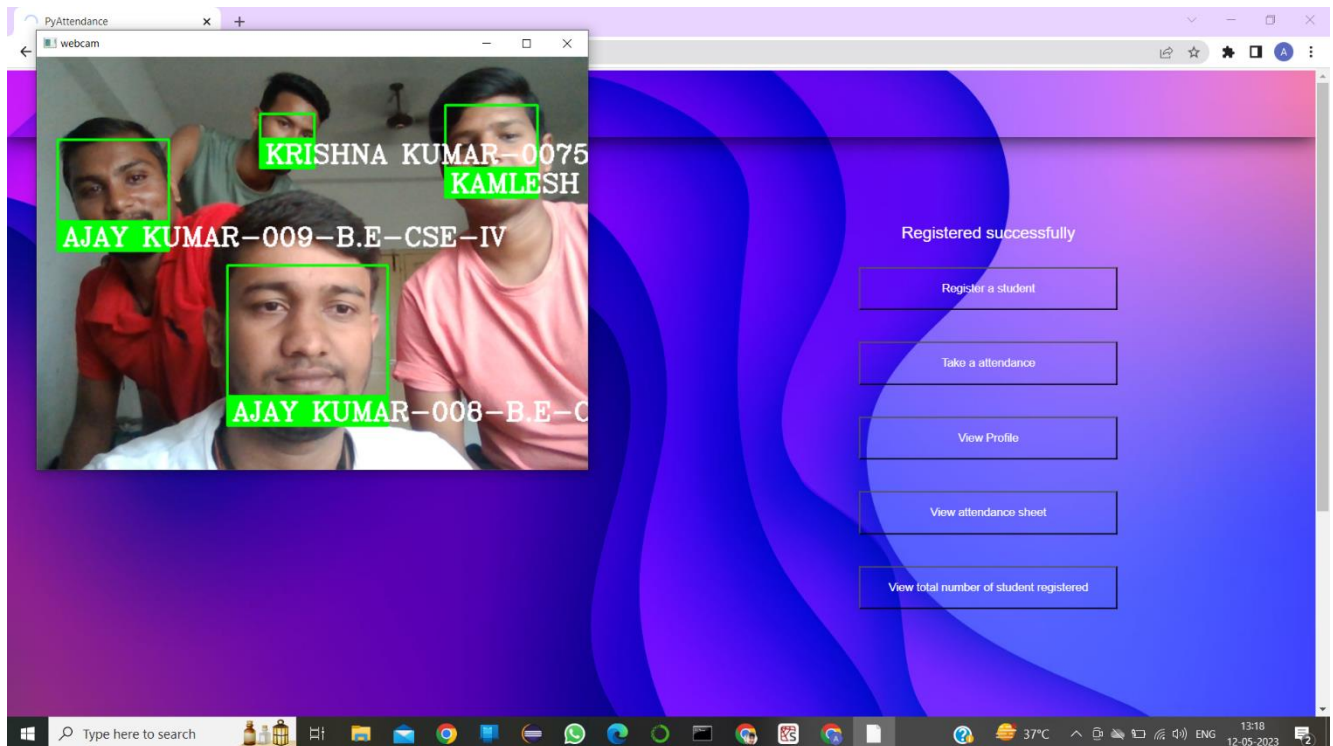 PyAttendance
webcam
A
KRISHNA KUMAR-0075
KAMLESH
AJAY KUMAR-009-B.E-CSE-IV
AJAY KUMAR-008-B.E-C
Registered successfully
Register a student
Take a attendance
View Profile
View attendance sheet
View total number of student registered
Type here to search
37°C
ENG
13:18
12-05-2023
2